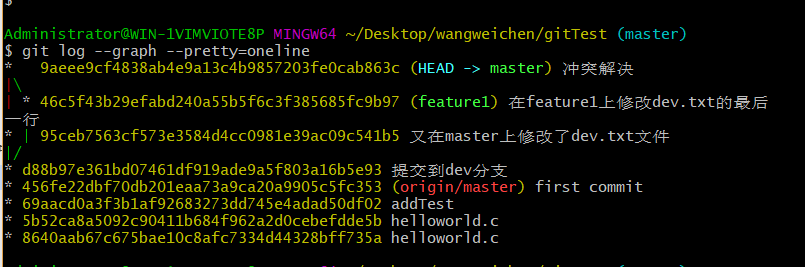 $
Administrator@WIN-1VIMVIOTE8P MINGW64 ~/Desktop/wangweichen/gitTest (master)
$ git log --graph --pretty=oneline
*   9aeee9cf4838ab4e9a13c4b9857203fe0cab863c (HEAD -> master) 冲突解决
|\
| * 46c5f43b29efabd240a55b5f6c3f385685fc9b97 (feature1) 在feature1上修改dev.txt的最后
一行
* | 95ceb7563cf573e3584d4cc0981e39ac09c541b5 又在master上修改了dev.txt文件
|/
* d88b97e361bd07461df919ade9a5f803a16b5e93 提交到dev分支
* 456fe22dbf70db201eaa73a9ca20a9905c5fc353 (origin/master) first commit
* 69aacd0a3f3b1af92683273dd745e4adad50df02 addTest
* 5b52ca8a5092c90411b684f962a2d0cebefdde5b helloworld.c
* 8640aab67c675bae10c8afc7334d44328bff735a helloworld.c